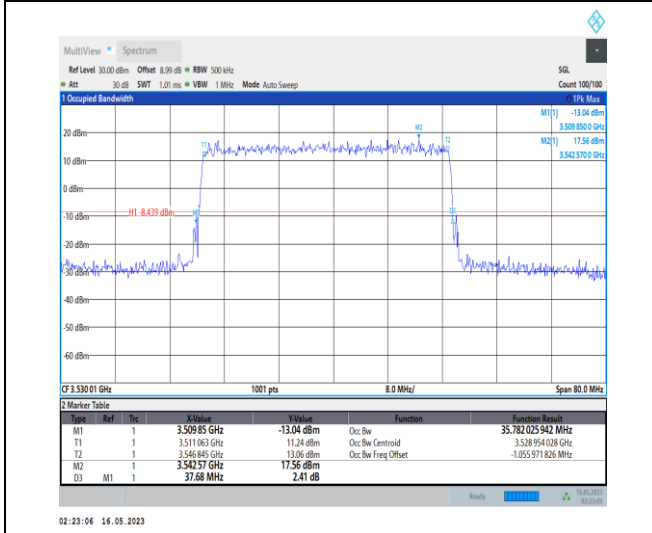 MultiView Spectrum
Ref Level 30.00 dBm Offset 8.99 dB RBW 500 kHz SGL
Att 30 dB SWT 1.01 ms VBW 1 MHz Mode Auto Sweep Count 100/100
1 Occupied Bandwidth 1Pk Max
M1[1] -13.04 dBm
3.509 850 0 GHz
M2[1] 17.56 dBm
3.542 570 0 GHz
M2
T1
T2
20 dBm
10 dBm
0 dBm
H1 -8.439 dBm
M1
D3
-10 dBm
-20 dBm
-30 dBm
-40 dBm
-50 dBm
-60 dBm
CF 3.530 01 GHz 1001 pts 8.0 MHz/ Span 80.0 MHz
2 Marker Table
Type Ref Trc X-Value Y-Value Function Function Result
M1 1 3.509 85 GHz -13.04 dBm Occ Bw 35.782 025 942 MHz
T1 1 3.511 063 GHz 11.24 dBm Occ Bw Centroid 3.528 954 028 GHz
T2 1 3.546 845 GHz 13.06 dBm Occ Bw Freq Offset -1.055 971 826 MHz
M2 1 3.542 57 GHz 17.56 dBm
D3 M1 1 37.68 MHz 2.41 dB
Ready 16.05.2023
02:23:05
02:23:06 16.05.2023